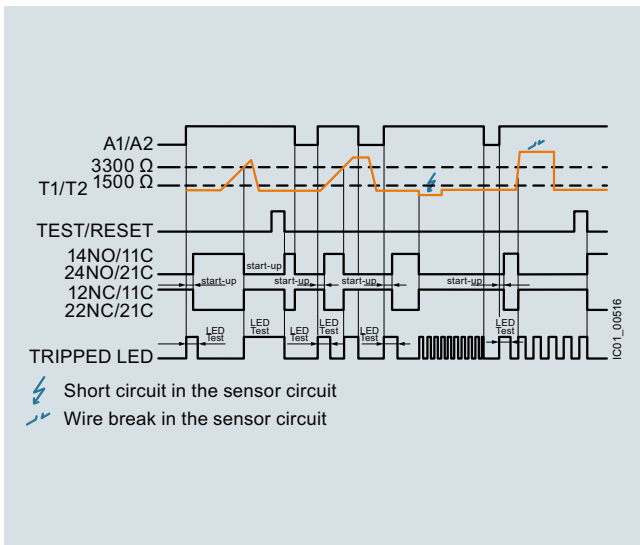 A1/A2
3300 Ω
T1/T2 1500 Ω
TEST/RESET
14NO/11C
24NO/21C
12NC/11C
22NC/21C
start-up
start-up
start-up
start-up
start-up
LED Test
LED Test
LED Test
LED Test
LED Test
LED Test
TRIPPED LED
IC01_00516
Short circuit in the sensor circuit
Wire break in the sensor circuit